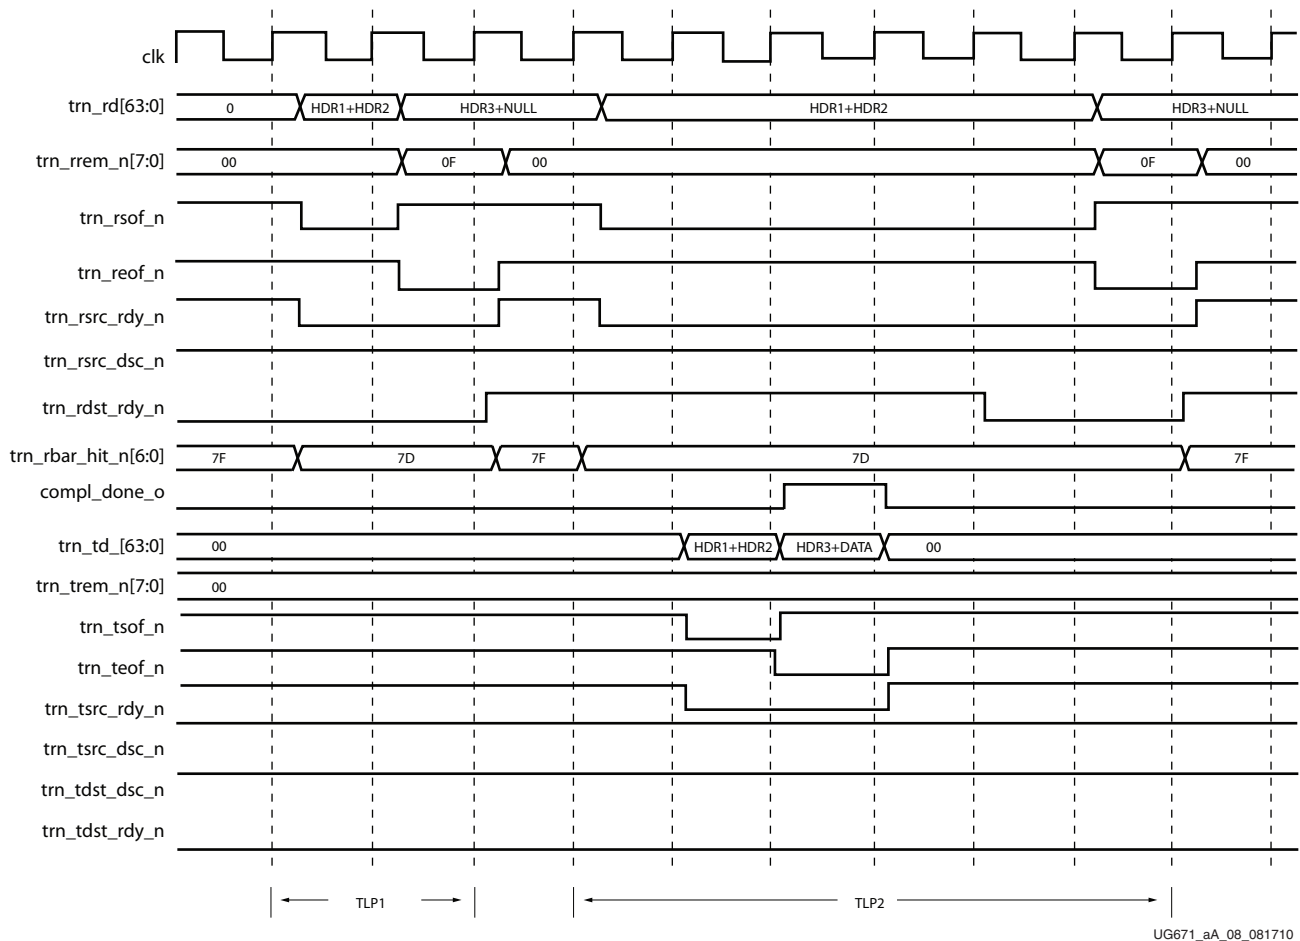 clk
trn_rd[63:0] 0 HDR1+HDR2 HDR3+NULL HDR1+HDR2 HDR3+NULL
trn_rrem_n[7:0] 00 0F 00 0F 00
trn_rsof_n
trn_reof_n
trn_rsrc_rdy_n
trn_rsrc_dsc_n
trn_rdst_rdy_n
trn_rbar_hit_n[6:0] 7F 7D 7F 7D 7F
compl_done_o
trn_td_[63:0] 00 HDR1+HDR2 HDR3+DATA 00
trn_trem_n[7:0] 00
trn_tsof_n
trn_teof_n
trn_tsrc_rdy_n
trn_tsrc_dsc_n
trn_tdst_dsc_n
trn_tdst_rdy_n
TLP1 TLP2
UG671_aA_08_081710